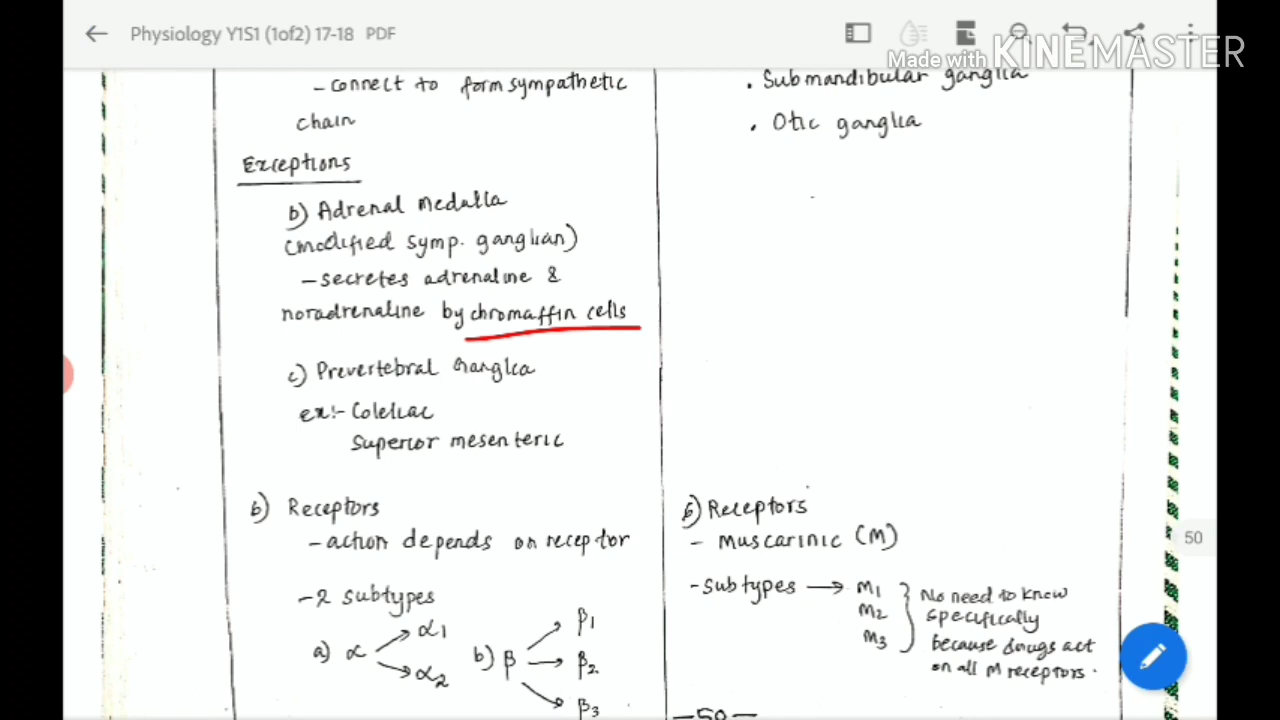 Physiology Y1S1 (1of2) 17-18 PDF
Made with KINEMASTER
- connect to form sympathetic
chain
Exceptions
b) Adrenal medulla
(modified symp. ganglian)
- secretes adrenaline &
noradrenaline by chromaffin cells
c) Prevertebral Ganglia
ex:- Coleliac
Superior mesenteric
6) Receptors
- action depends on receptor
- 2 subtypes
a) α α1 α2
b) β β1 β2 β3
. Submandibular ganglia
. Otic ganglia
6) Receptors
- muscarinic (M)
- subtypes → M1
M2
M3
No need to know
specifically
because drugs act
on all M receptors.
50
-50-